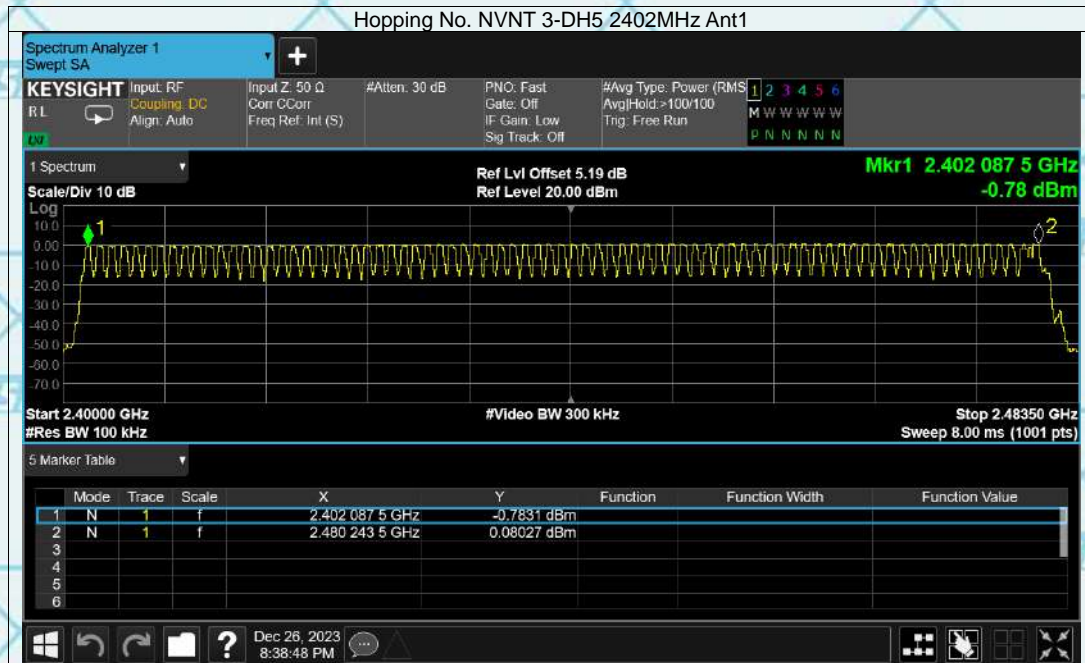 Hopping No. NVNT 3-DH5 2402MHz Ant1
Spectrum Analyzer 1
Swept SA
+
KEYSIGHT
R L
LXI
Input: RF
Coupling: DC
Align: Auto
Input Z: 50 Ω
Corr CCorr
Freq Ref: Int (S)
#Atten: 30 dB
PNO: Fast
Gate: Off
IF Gain: Low
Sig Track: Off
#Avg Type: Power (RMS
Avg|Hold:>100/100
Trig: Free Run
1 2 3 4 5 6
M W W W W W
P N N N N N
1 Spectrum
Scale/Div 10 dB
Ref Lvl Offset 5.19 dB
Ref Level 20.00 dBm
Mkr1 2.402 087 5 GHz
-0.78 dBm
Log
10.0
0.00
-10.0
-20.0
-30.0
-40.0
-50.0
-60.0
-70.0
1
2
Start 2.40000 GHz
#Res BW 100 kHz
#Video BW 300 kHz
Stop 2.48350 GHz
Sweep 8.00 ms (1001 pts)
5 Marker Table
Mode Trace Scale X Y Function Function Width Function Value
1 N 1 f 2.402 087 5 GHz -0.7831 dBm
2 N 1 f 2.480 243 5 GHz 0.08027 dBm
3
4
5
6
?
Dec 26, 2023
8:38:48 PM